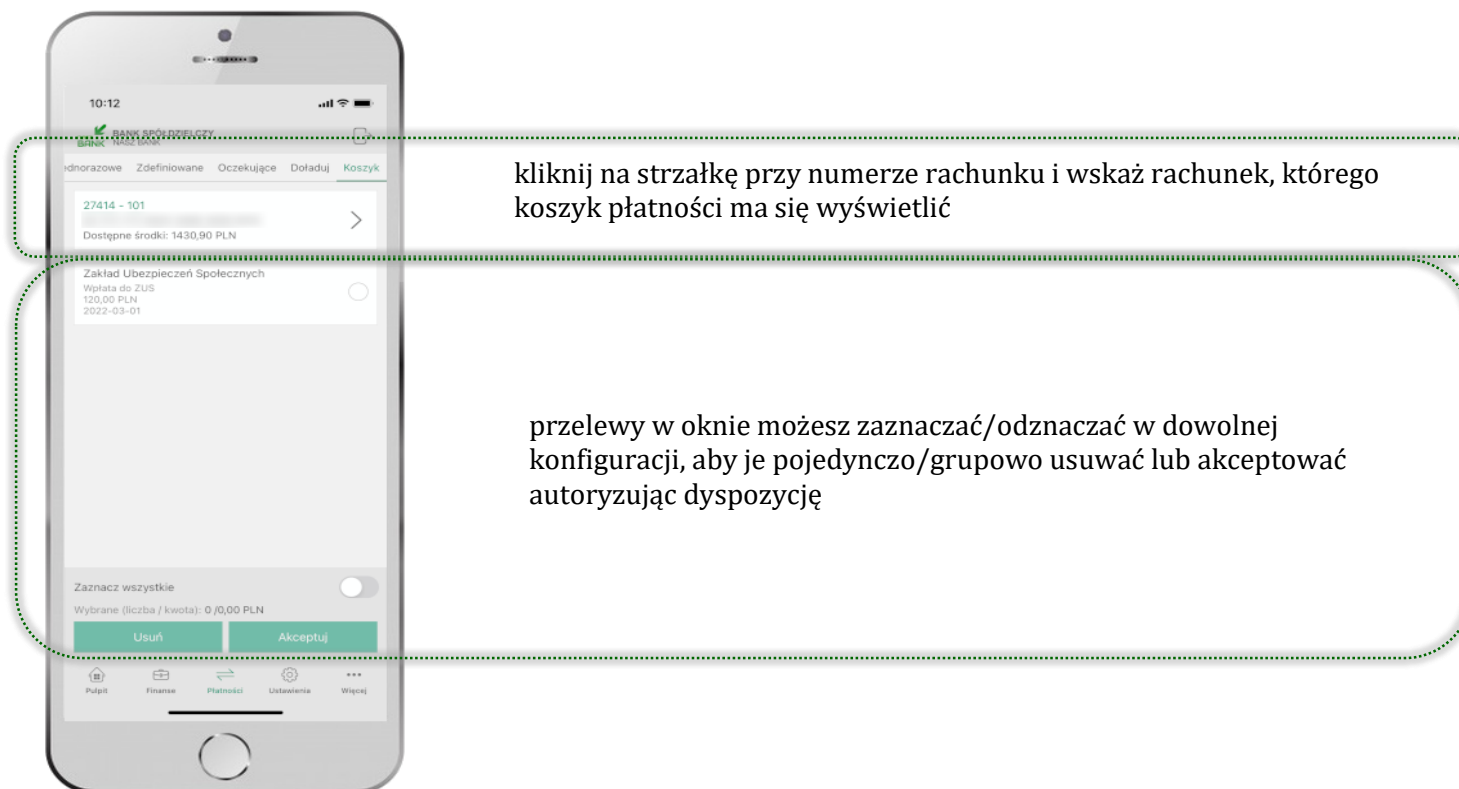 10:12
BANK
BANK SPÓŁDZIELCZY
NASZ BANK
ednorazowe Zdefiniowane Oczekujące Doładuj Koszyk
27414 - 101
Dostępne środki: 1430,90 PLN
Zakład Ubezpieczeń Społecznych
Wpłata do ZUS
120,00 PLN
2022-03-01
Zaznacz wszystkie
Wybrane (liczba / kwota): 0 /0,00 PLN
Usuń Akceptuj
Pulpit Finanse Płatności Ustawienia Więcej
kliknij na strzałkę przy numerze rachunku i wskaż rachunek, którego
koszyk płatności ma się wyświetlić
przelewy w oknie możesz zaznaczać/odznaczać w dowolnej
konfiguracji, aby je pojedynczo/grupowo usuwać lub akceptować
autoryzując dyspozycję